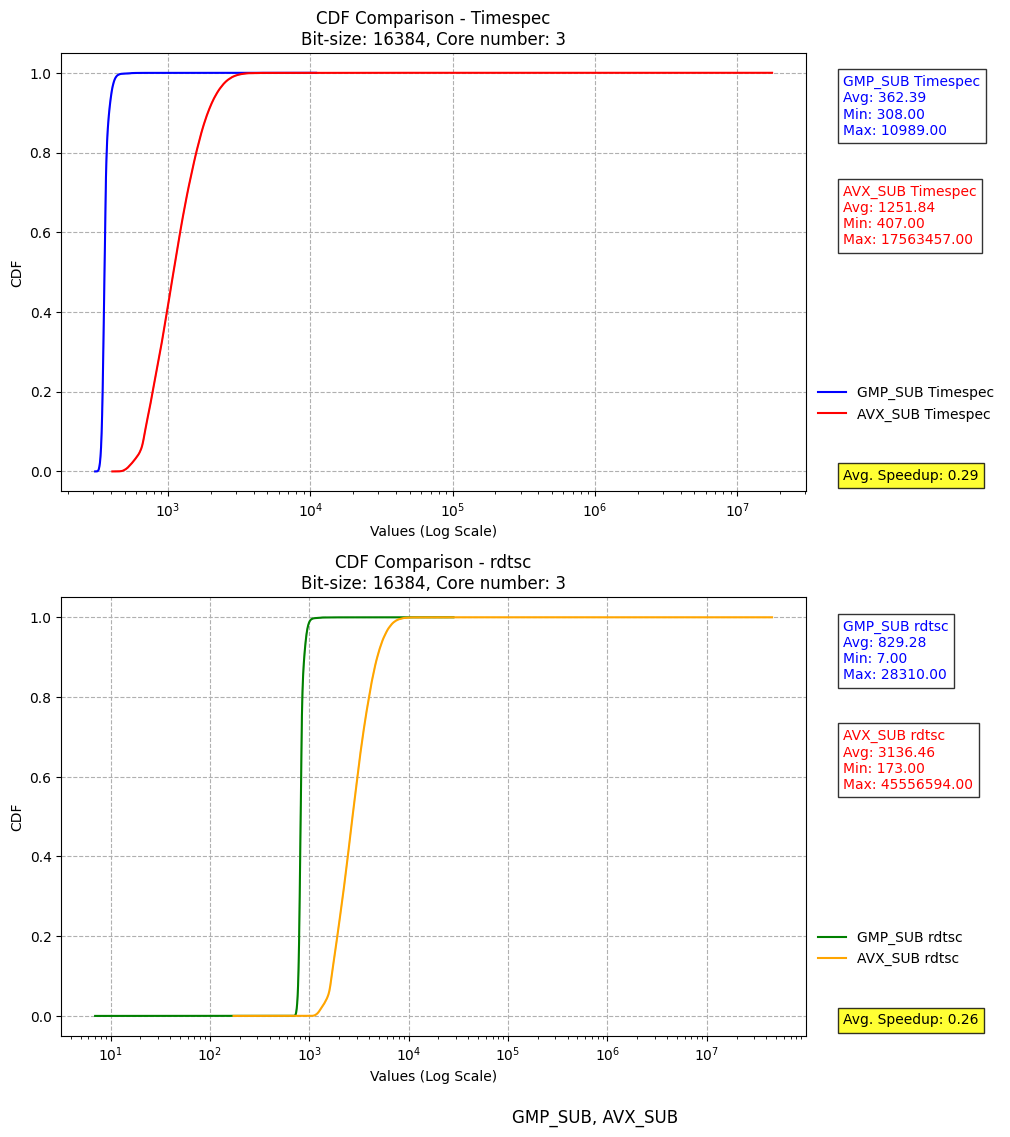 CDF Comparison - Timespec
Bit-size: 16384, Core number: 3
1.0
0.8
0.6
0.4
0.2
0.0
CDF
10^3
10^4
10^5
10^6
10^7
Values (Log Scale)
GMP_SUB Timespec
Avg: 362.39
Min: 308.00
Max: 10989.00
AVX_SUB Timespec
Avg: 1251.84
Min: 407.00
Max: 17563457.00
GMP_SUB Timespec
AVX_SUB Timespec
Avg. Speedup: 0.29
CDF Comparison - rdtsc
Bit-size: 16384, Core number: 3
1.0
0.8
0.6
0.4
0.2
0.0
CDF
10^1
10^2
10^3
10^4
10^5
10^6
10^7
Values (Log Scale)
GMP_SUB rdtsc
Avg: 829.28
Min: 7.00
Max: 28310.00
AVX_SUB rdtsc
Avg: 3136.46
Min: 173.00
Max: 45556594.00
GMP_SUB rdtsc
AVX_SUB rdtsc
Avg. Speedup: 0.26
GMP_SUB, AVX_SUB